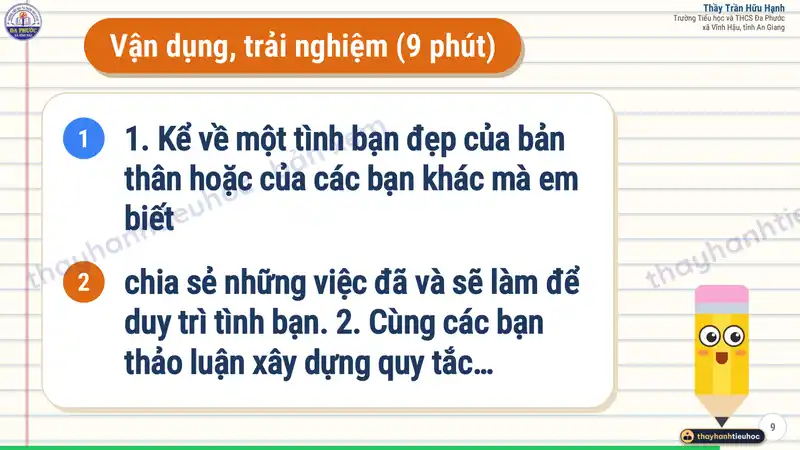 Thầy Trần Hữu Hạnh
Trường Tiểu học và THCS Đa Phước
xã Vĩnh Hậu, tỉnh An Giang
ĐA PHƯỚC
Vận dụng, trải nghiệm (9 phút)
1
1. Kể về một tình bạn đẹp của bản
thân hoặc của các bạn khác mà em
biết
2
chia sẻ những việc đã và sẽ làm để
duy trì tình bạn. 2. Cùng các bạn
thảo luận xây dựng quy tắc...
thayhanhtieuhoc
9